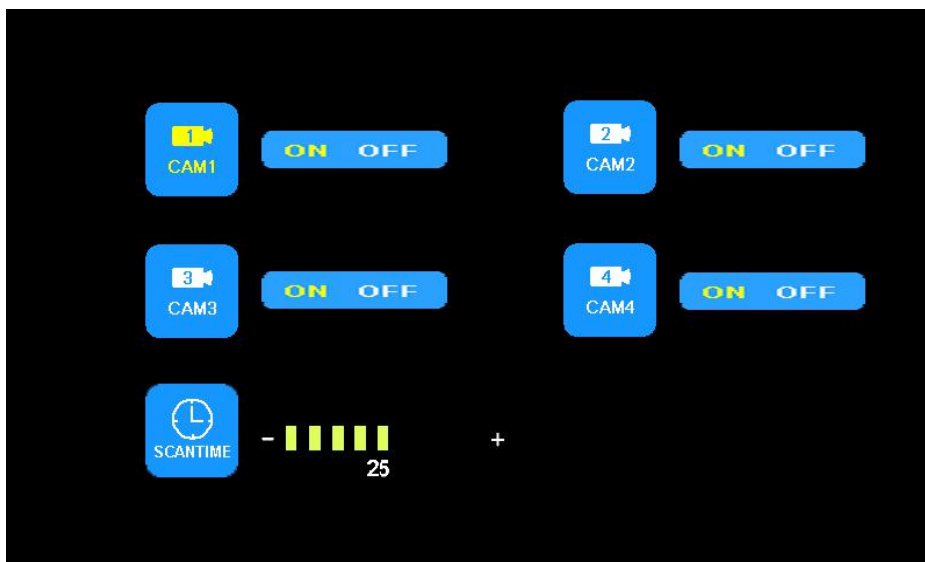 1
CAM1
ON OFF
2
CAM2
ON OFF
3
CAM3
ON OFF
4
CAM4
ON OFF
SCANTIME
- +
25